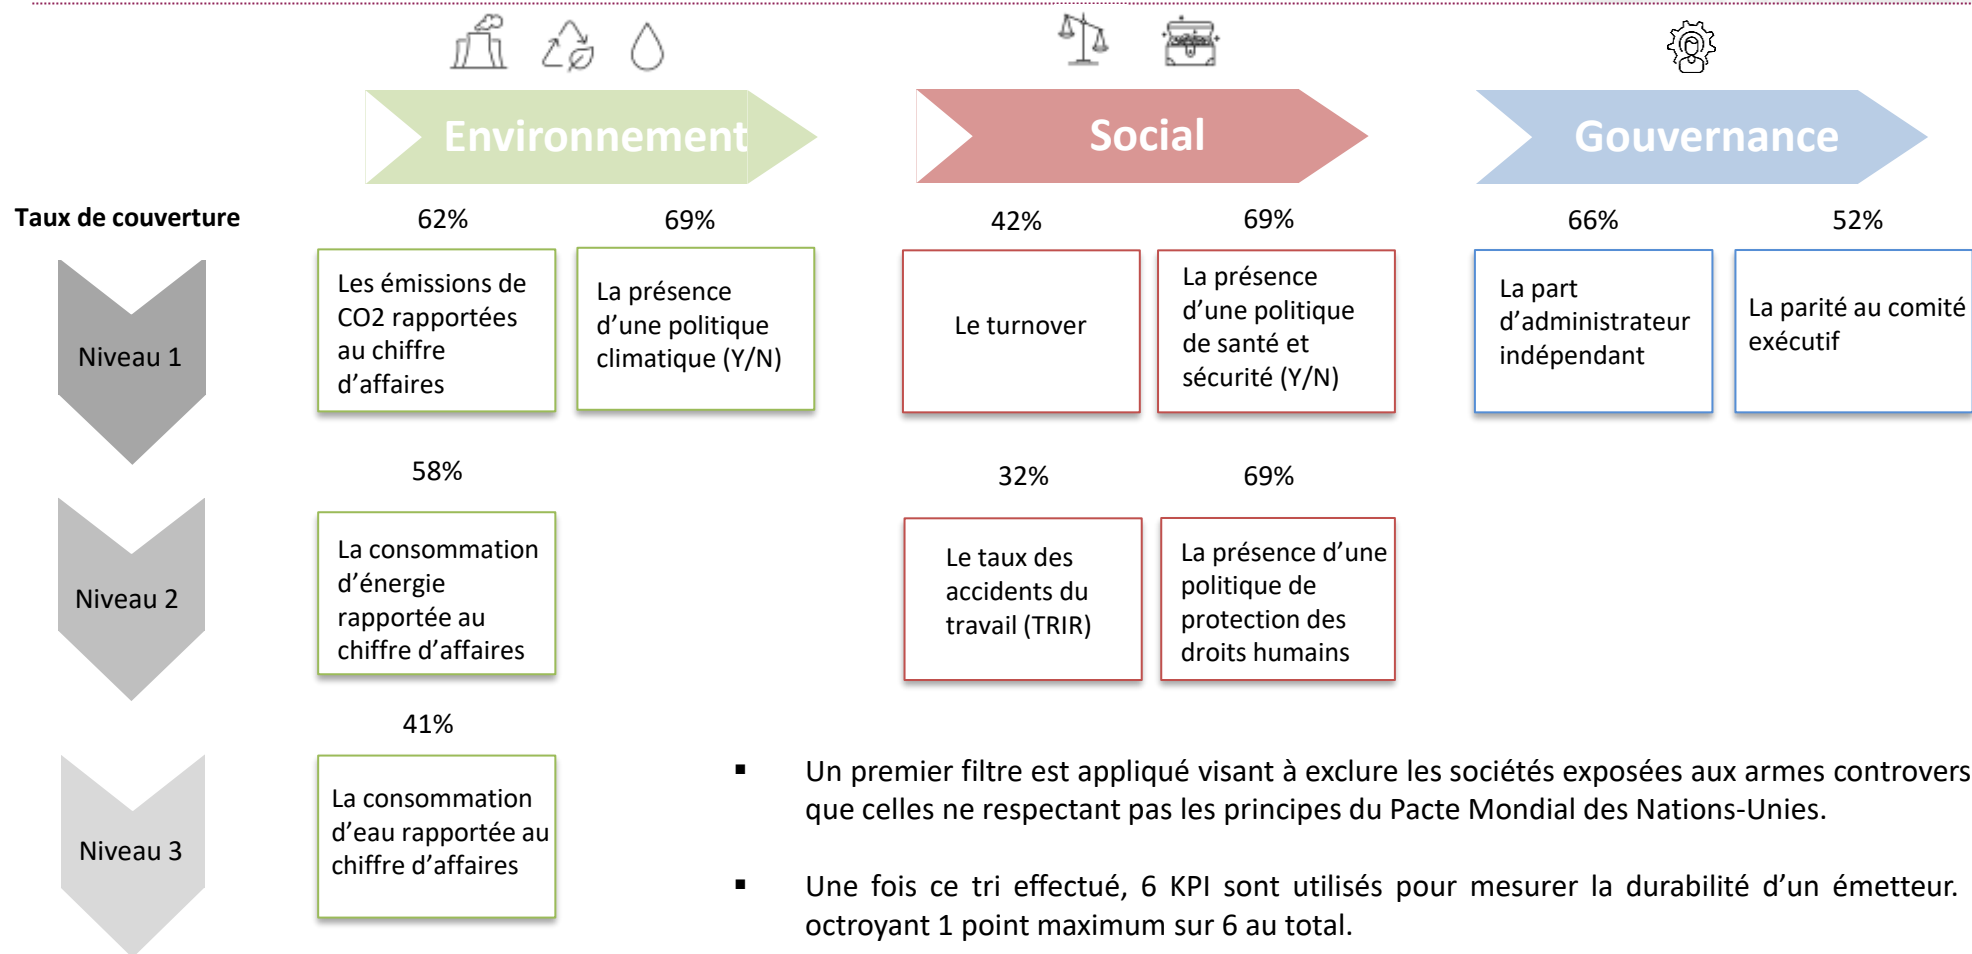 Environnement
Social
Gouvernance
Taux de couverture
62%
69%
42%
69%
66%
52%
Niveau 1
Les émissions de
CO2 rapportées
au chiffre
d’affaires
La présence
d’une politique
climatique (Y/N)
Le turnover
La présence
d’une politique
de santé et
sécurité (Y/N)
La part
d’administrateur
indépendant
La parité au comité
exécutif
58%
32%
69%
Niveau 2
La consommation
d’énergie
rapportée au
chiffre d’affaires
Le taux des
accidents du
travail (TRIR)
La présence d’une
politique de
protection des
droits humains
41%
Niveau 3
La consommation
d’eau rapportée au
chiffre d’affaires
▪ Un premier filtre est appliqué visant à exclure les sociétés exposées aux armes controvers
que celles ne respectant pas les principes du Pacte Mondial des Nations-Unies.
▪ Une fois ce tri effectué, 6 KPI sont utilisés pour mesurer la durabilité d’un émetteur.
octroyant 1 point maximum sur 6 au total.